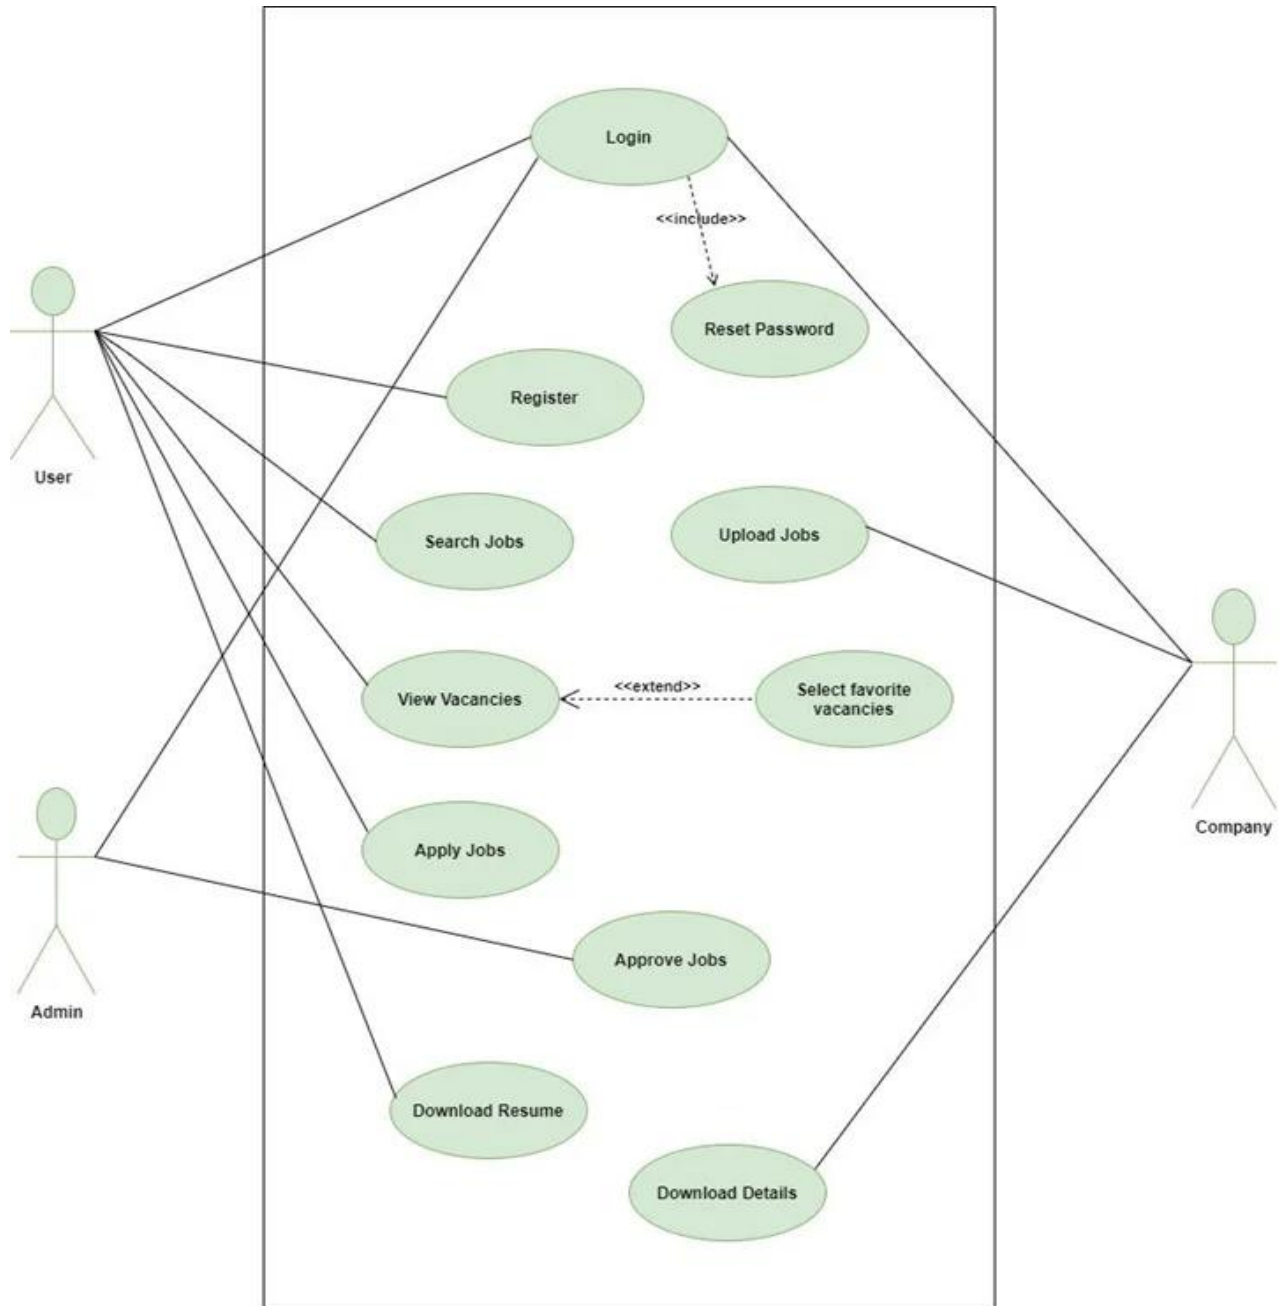 Login
<<include>>
Reset Password
Register
User
Search Jobs
Upload Jobs
View Vacancies
<<extend>>
Select favorite
vacancies
Company
Apply Jobs
Approve Jobs
Admin
Download Resume
Download Details